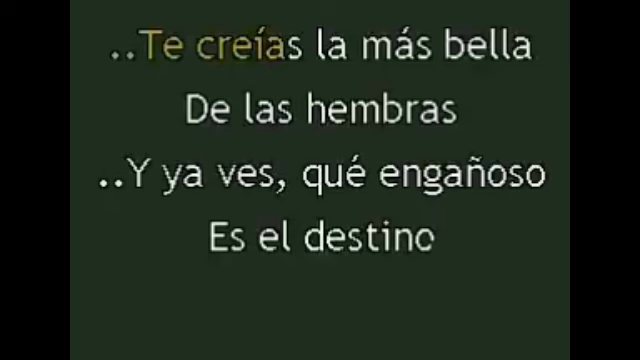 ..Te creías la más bella
De las hembras
..Y ya ves, qué engañoso
Es el destino